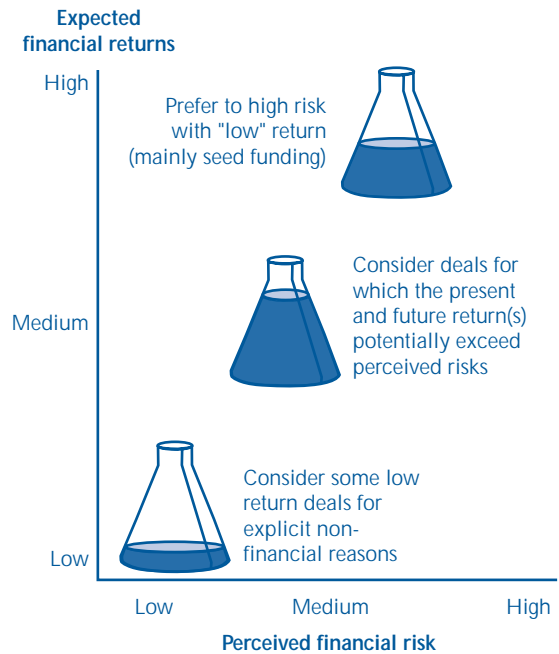 Expected
financial returns
High
Prefer to high risk
with "low" return
(mainly seed funding)
Consider deals for
which the present
and future return(s)
potentially exceed
perceived risks
Medium
Consider some low
return deals for
explicit non-
financial reasons
Low
Low
Medium
High
Perceived financial risk